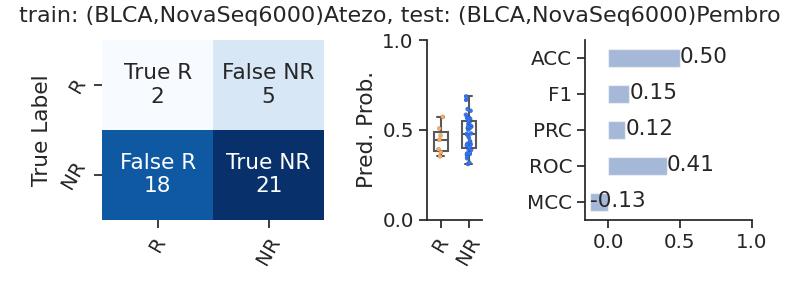 train: (BLCA,NovaSeq6000)Atezo, test: (BLCA,NovaSeq6000)Pembro
True Label
R
NR
True R
2
False NR
5
False R
18
True NR
21
R
NR
Pred. Prob.
1.0
0.5
0.0
R
NR
ACC
0.50
F1
0.15
PRC
0.12
ROC
0.41
MCC
-0.13
0.0
0.5
1.0